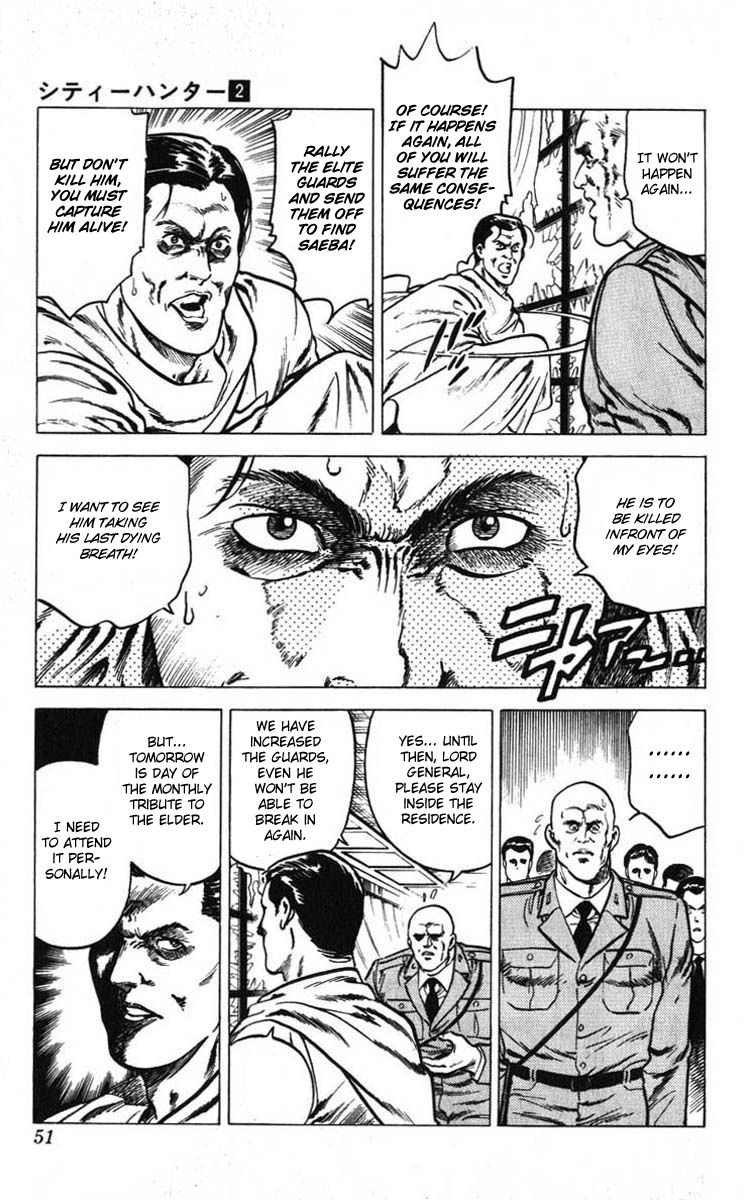 シティーハンター2
IT WON'T
HAPPEN
AGAIN...
OF COURSE!
IF IT HAPPENS
AGAIN, ALL
OF YOU WILL
SUFFER THE
SAME CONSE-
QUENCES!
RALLY
THE ELITE
GUARDS
AND SEND
THEM OFF
TO FIND
SAEBA!
BUT DON'T
KILL HIM,
YOU MUST
CAPTURE
HIM ALIVE!
HE IS TO
BE KILLED
INFRONT OF
MY EYES!
I WANT TO SEE
HIM TAKING
HIS LAST DYING
BREATH!
ニヤァ～
......
......
YES... UNTIL
THEN, LORD
GENERAL,
PLEASE STAY
INSIDE THE
RESIDENCE.
WE HAVE
INCREASED
THE GUARDS,
EVEN HE
WON'T BE
ABLE TO
BREAK IN
AGAIN.
BUT...
TOMORROW
IS DAY OF
THE MONTHLY
TRIBUTE TO
THE ELDER.
I NEED
TO ATTEND
IT PER-
SONALLY!
51